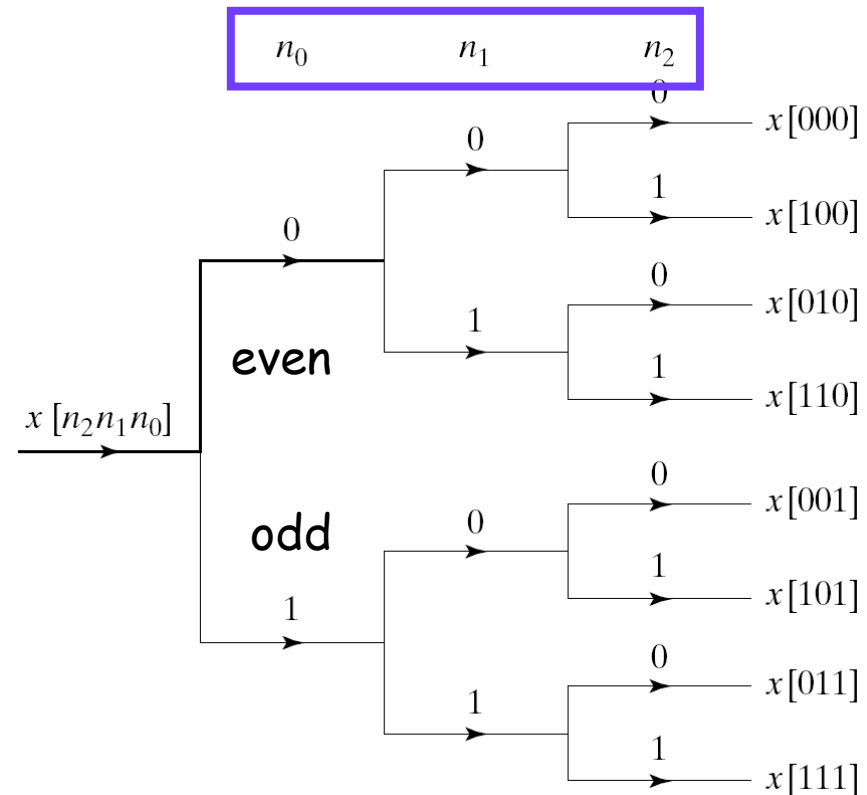 n₀ n₁ n₂
0 x[000]
0
1 x[100]
0
0 x[010]
1
even
1 x[110]
x [n₂n₁n₀]
0 x[001]
0
odd
1 x[101]
1
0 x[011]
1
1 x[111]